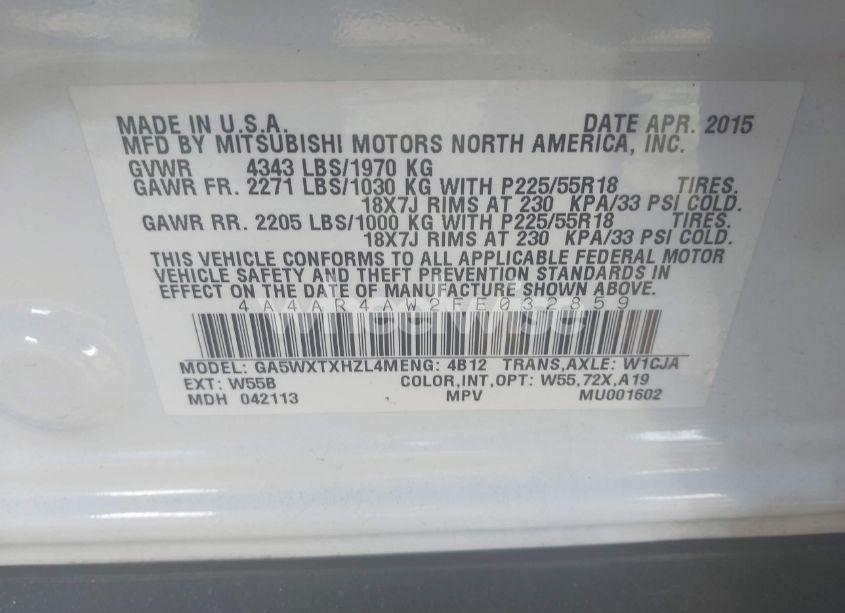 MADE IN U.S.A. DATE APR. 2015
MFD BY MITSUBISHI MOTORS NORTH AMERICA, INC.
GVWR 4343 LBS/1970 KG
GAWR FR. 2271 LBS/1030 KG WITH P225/55R18 TIRES.
18X7J RIMS AT 230 KPA/33 PSI COLD.
GAWR RR. 2205 LBS/1000 KG WITH P225/55R18 TIRES.
18X7J RIMS AT 230 KPA/33 PSI COLD.
THIS VEHICLE CONFORMS TO ALL APPLICABLE FEDERAL MOTOR
VEHICLE SAFETY AND THEFT PREVENTION STANDARDS IN
EFFECT ON THE DATE OF MANUFACTURE SHOWN ABOVE.
4A4AR4AW2FE032859
wheelwise
MODEL: GA5WXTXHZL4MENG: 4B12 TRANS,AXLE: W1CJA
EXT: W55B COLOR,INT,OPT: W55,72X,A19
MDH 042113 MPV MU001602